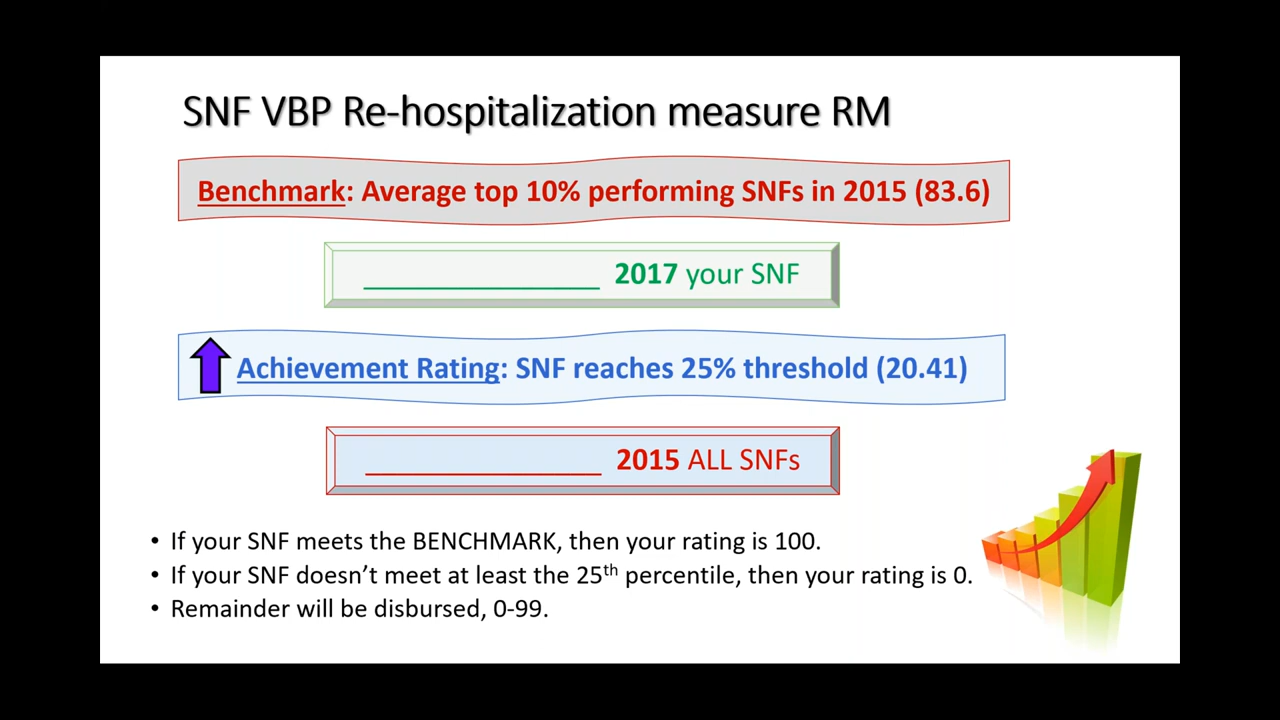 SNF VBP Re-hospitalization measure RM
Benchmark: Average top 10% performing SNFs in 2015 (83.6)
________________ 2017 your SNF
Achievement Rating: SNF reaches 25% threshold (20.41)
________________ 2015 ALL SNFs
• If your SNF meets the BENCHMARK, then your rating is 100.
• If your SNF doesn’t meet at least the 25th percentile, then your rating is 0.
• Remainder will be disbursed, 0-99.